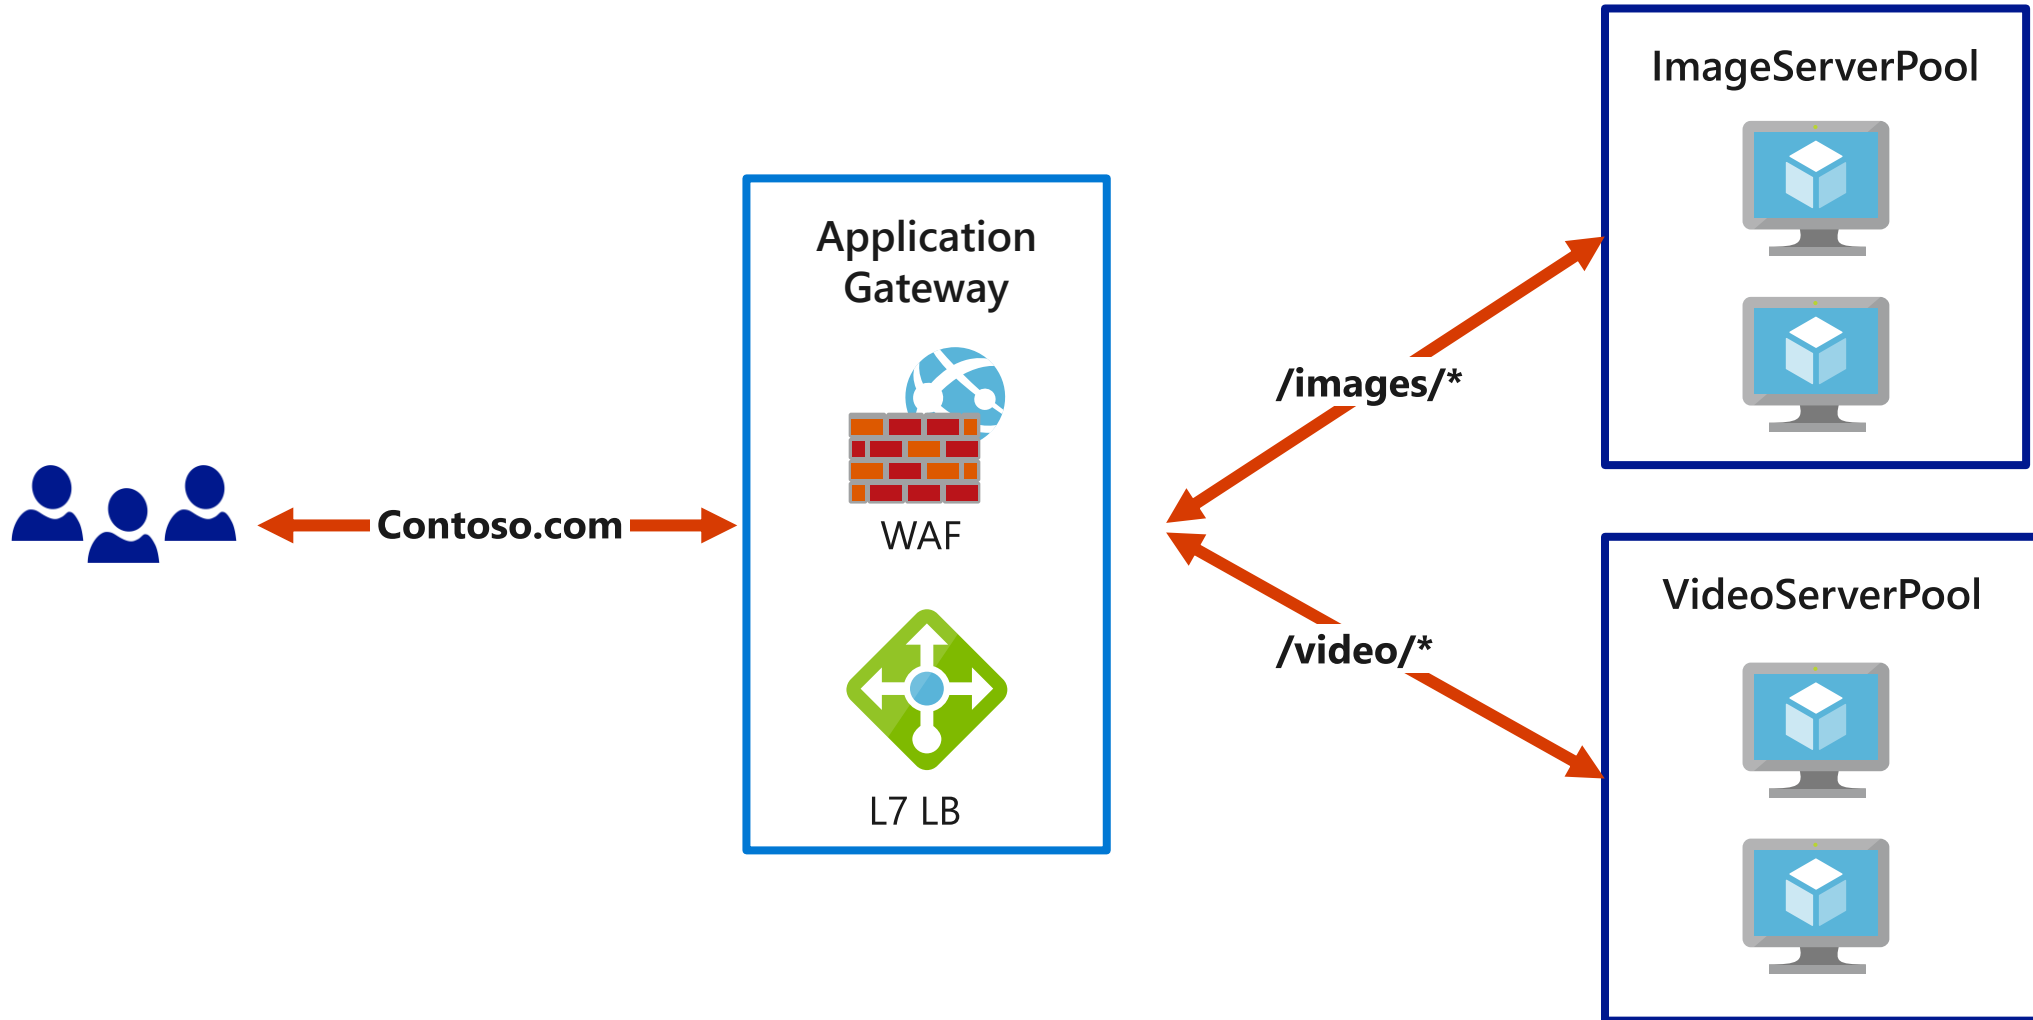 Contoso.com
Application
Gateway
WAF
L7 LB
/images/*
/video/*
ImageServerPool
VideoServerPool